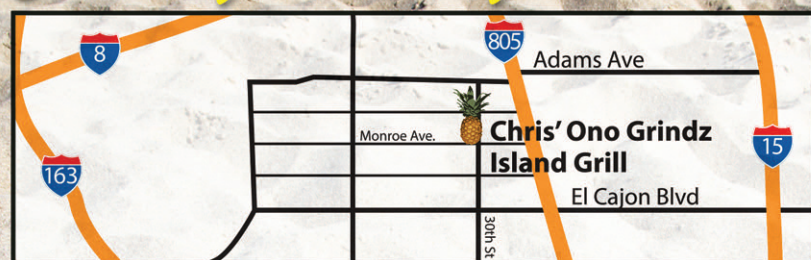 8
805
Adams Ave
Monroe Ave.
Chris' Ono Grindz
Island Grill
15
163
El Cajon Blvd
30th St